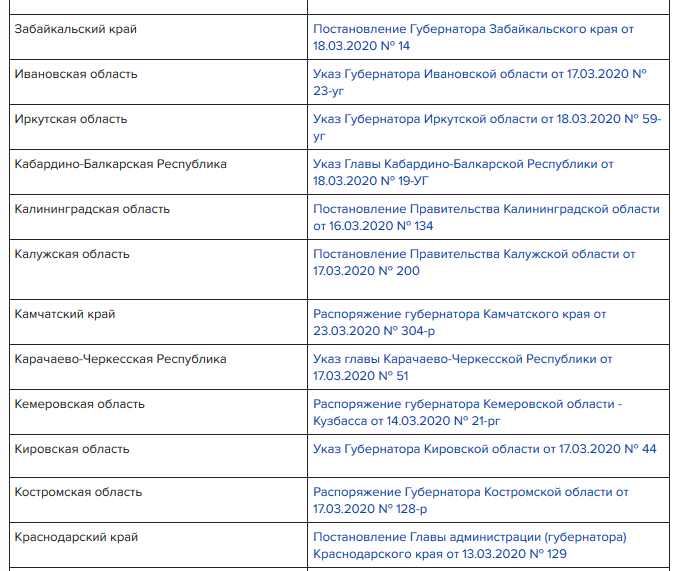 Забайкальский край
Постановление Губернатора Забайкальского края от
18.03.2020 № 14
Ивановская область
Указ Губернатора Ивановской области от 17.03.2020 №
23-уг
Иркутская область
Указ Губернатора Иркутской области от 18.03.2020 № 59-
уг
Кабардино-Балкарская Республика
Указ Главы Кабардино-Балкарской Республики от
18.03.2020 № 19-УГ
Калининградская область
Постановление Правительства Калининградской области
от 16.03.2020 № 134
Калужская область
Постановление Правительства Калужской области от
17.03.2020 № 200
Камчатский край
Распоряжение губернатора Камчатского края от
23.03.2020 № 304-р
Карачаево-Черкесская Республика
Указ главы Карачаево-Черкесской Республики от
17.03.2020 № 51
Кемеровская область
Распоряжение губернатора Кемеровской области -
Кузбасса от 14.03.2020 № 21-рг
Кировская область
Указ Губернатора Кировской области от 17.03.2020 № 44
Костромская область
Распоряжение Губернатора Костромской области от
17.03.2020 № 128-р
Краснодарский край
Постановление Главы администрации (губернатора)
Краснодарского края от 13.03.2020 № 129